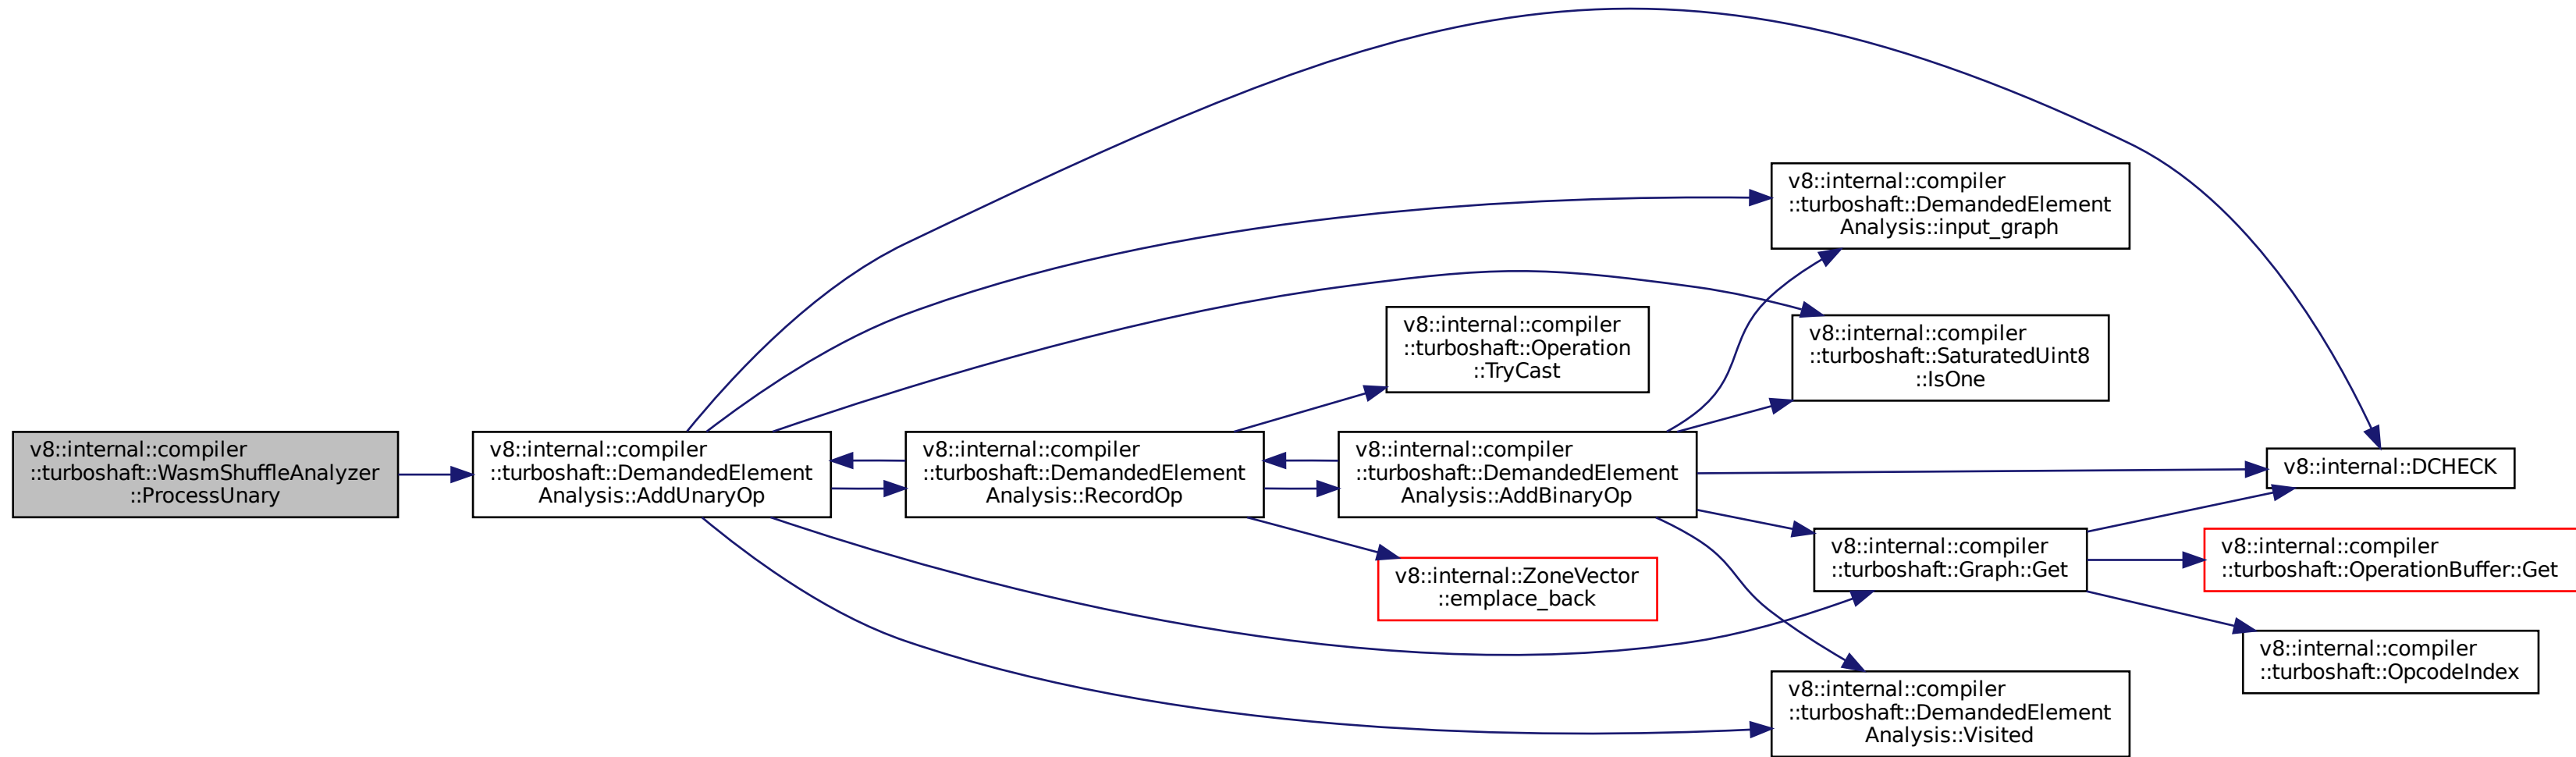 v8::internal::compiler
::turboshaft::WasmShuffleAnalyzer
::ProcessUnary
v8::internal::compiler
::turboshaft::DemandedElement
Analysis::AddUnaryOp
v8::internal::compiler
::turboshaft::DemandedElement
Analysis::RecordOp
v8::internal::compiler
::turboshaft::Operation
::TryCast
v8::internal::ZoneVector
::emplace_back
v8::internal::compiler
::turboshaft::DemandedElement
Analysis::AddBinaryOp
v8::internal::compiler
::turboshaft::DemandedElement
Analysis::input_graph
v8::internal::compiler
::turboshaft::SaturatedUint8
::IsOne
v8::internal::compiler
::turboshaft::Graph::Get
v8::internal::compiler
::turboshaft::DemandedElement
Analysis::Visited
v8::internal::DCHECK
v8::internal::compiler
::turboshaft::OperationBuffer::Get
v8::internal::compiler
::turboshaft::OpcodeIndex